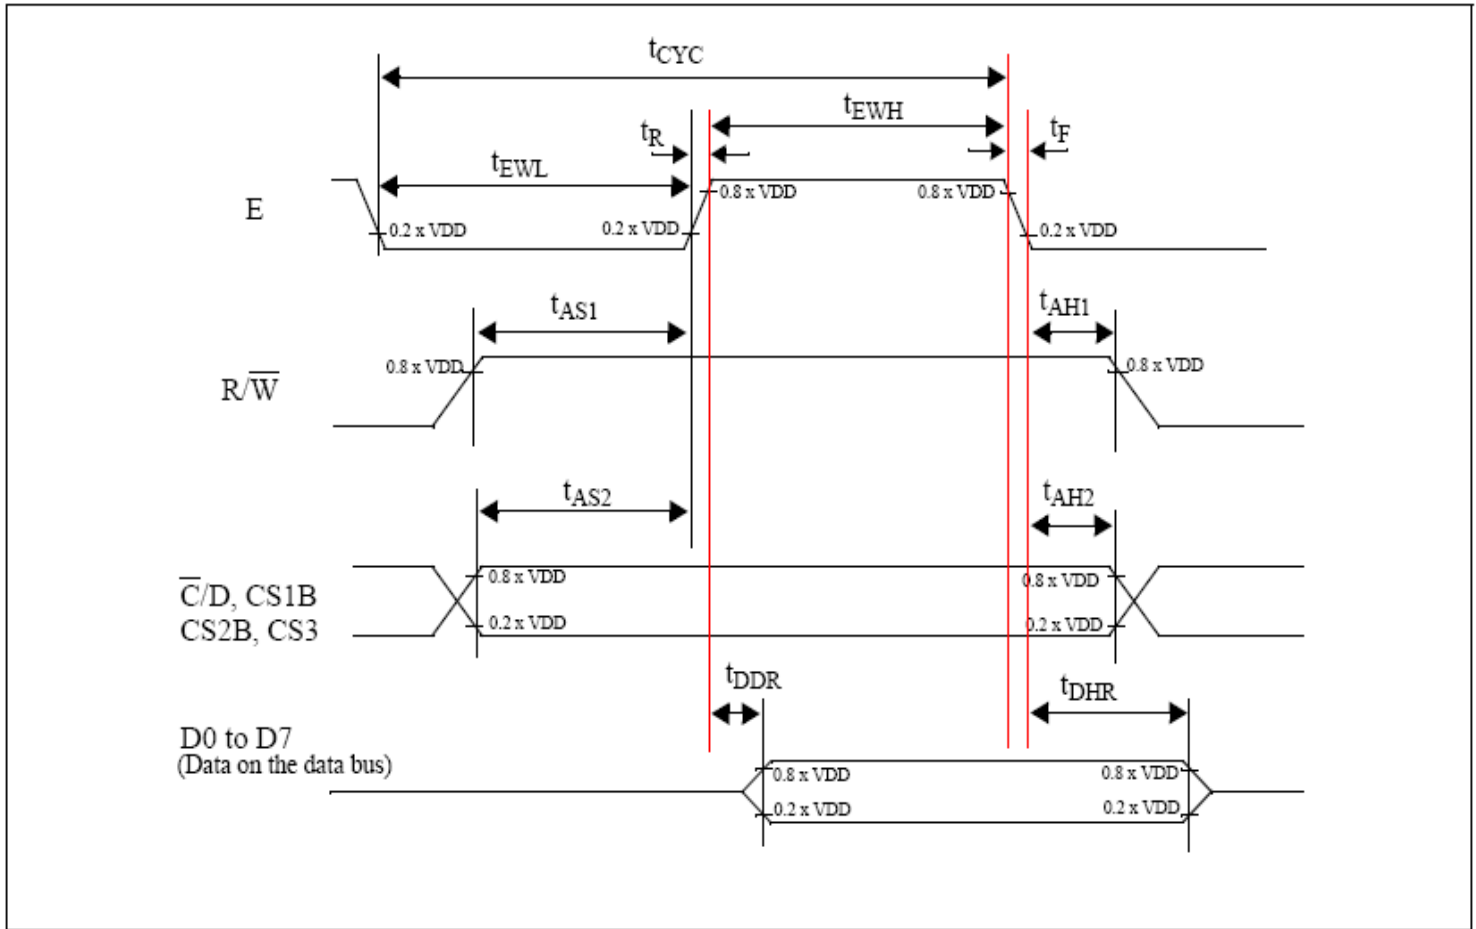 tCYC
tEWH
tR
tF
tEWL
E
0.8 x VDD
0.8 x VDD
0.2 x VDD
0.2 x VDD
0.2 x VDD
tAS1
tAH1
0.8 x VDD
0.8 x VDD
R/W̅
tAS2
tAH2
C̅/D, CS1B
CS2B, CS3
0.8 x VDD
0.8 x VDD
0.2 x VDD
0.2 x VDD
tDDR
tDHR
D0 to D7
(Data on the data bus)
0.8 x VDD
0.8 x VDD
0.2 x VDD
0.2 x VDD